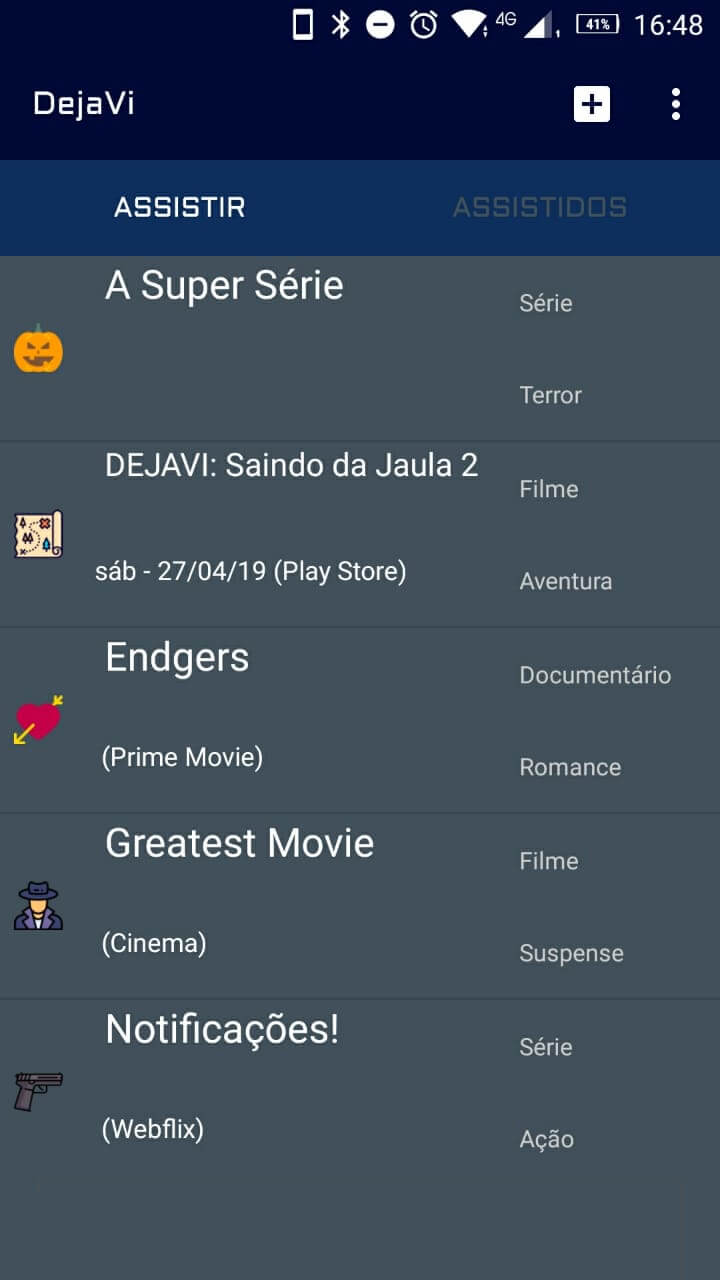 4G 41% 16:48
DejaVi
ASSISTIR ASSISTIDOS
A Super Série
Série
Terror
DEJAVI: Saindo da Jaula 2
Filme
sáb - 27/04/19 (Play Store)
Aventura
Endgers
Documentário
(Prime Movie)
Romance
Greatest Movie
Filme
(Cinema)
Suspense
Notificações!
Série
(Webflix)
Ação